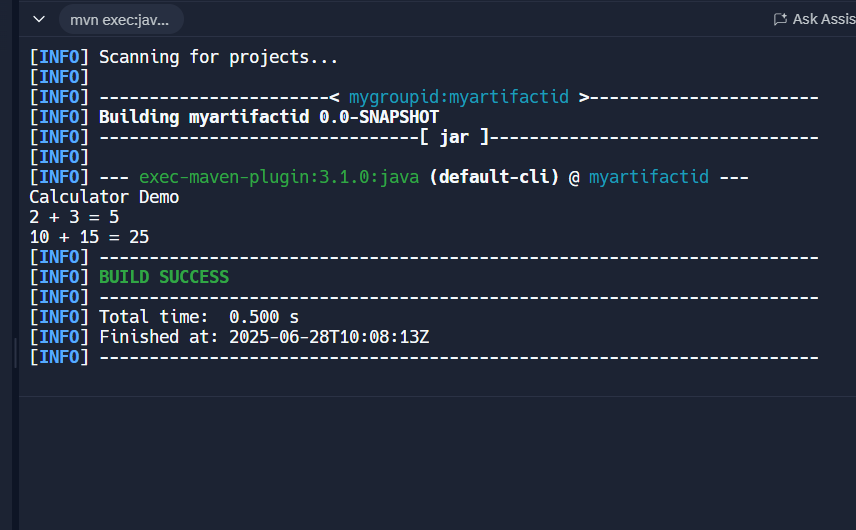 mvn exec:jav...
Ask Assis
[INFO] Scanning for projects...
[INFO]
[INFO] -----------------------< mygroupid:myartifactid >-----------------------
[INFO] Building myartifactid 0.0-SNAPSHOT
[INFO] --------------------------------[ jar ]---------------------------------
[INFO]
[INFO] --- exec-maven-plugin:3.1.0:java (default-cli) @ myartifactid ---
Calculator Demo
2 + 3 = 5
10 + 15 = 25
[INFO] ------------------------------------------------------------------------
[INFO] BUILD SUCCESS
[INFO] ------------------------------------------------------------------------
[INFO] Total time:  0.500 s
[INFO] Finished at: 2025-06-28T10:08:13Z
[INFO] ------------------------------------------------------------------------